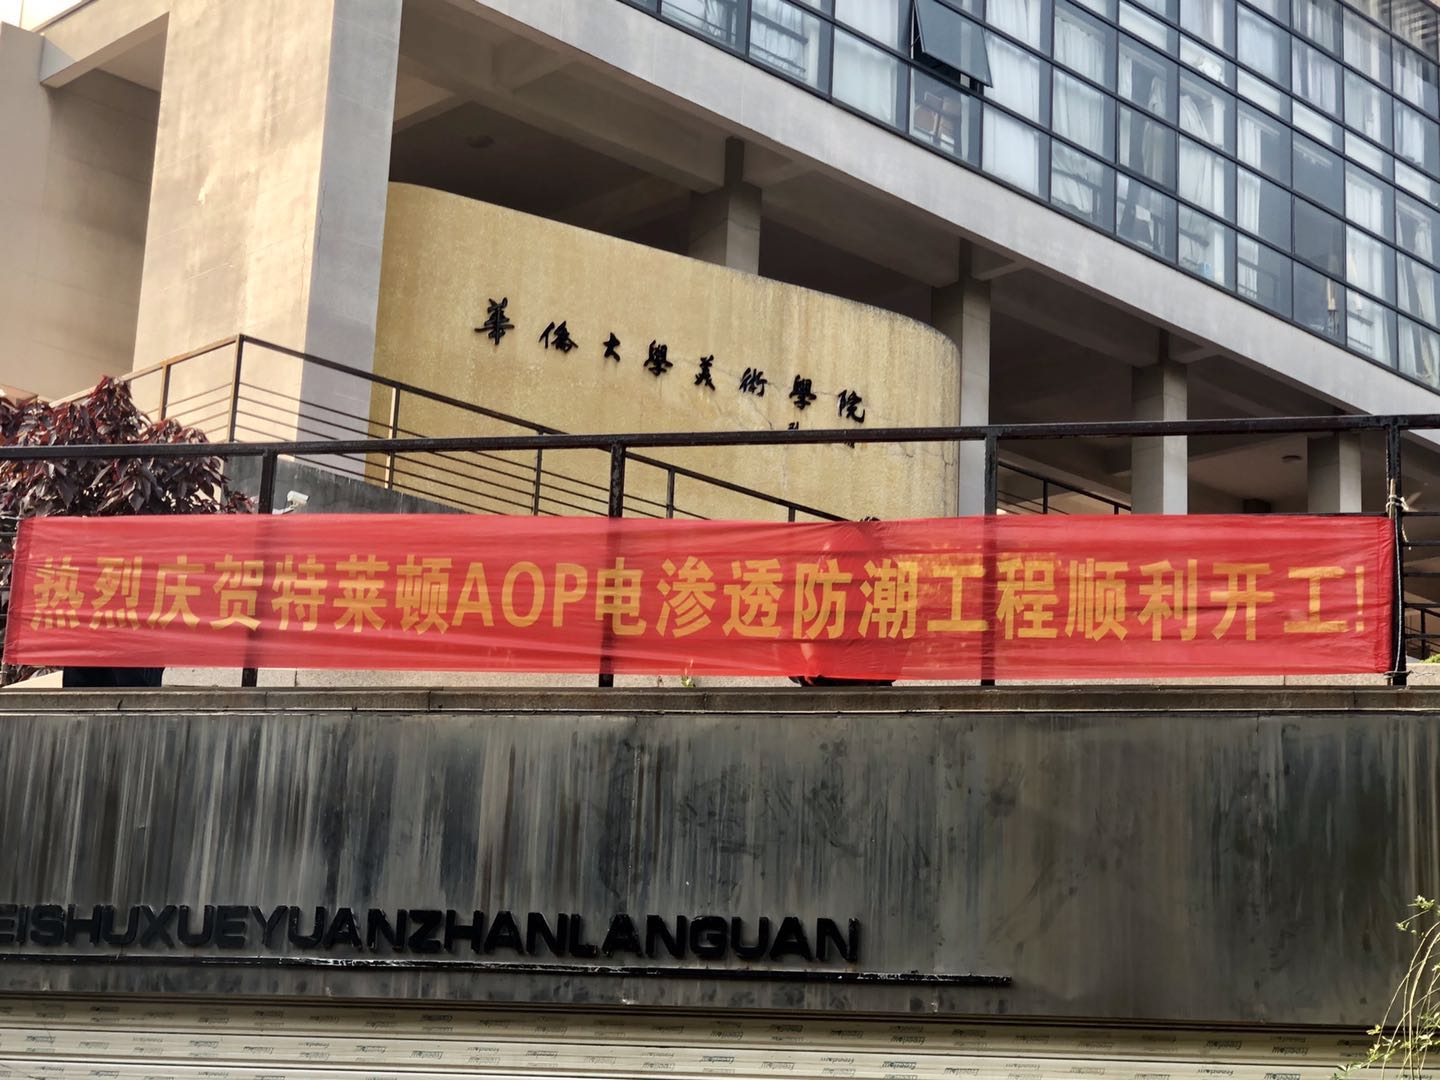 華僑大學美術學院
热烈庆贺特莱顿AOP电渗透防潮工程顺利开工!
EISHUXUEYUANZHANLANGUAN